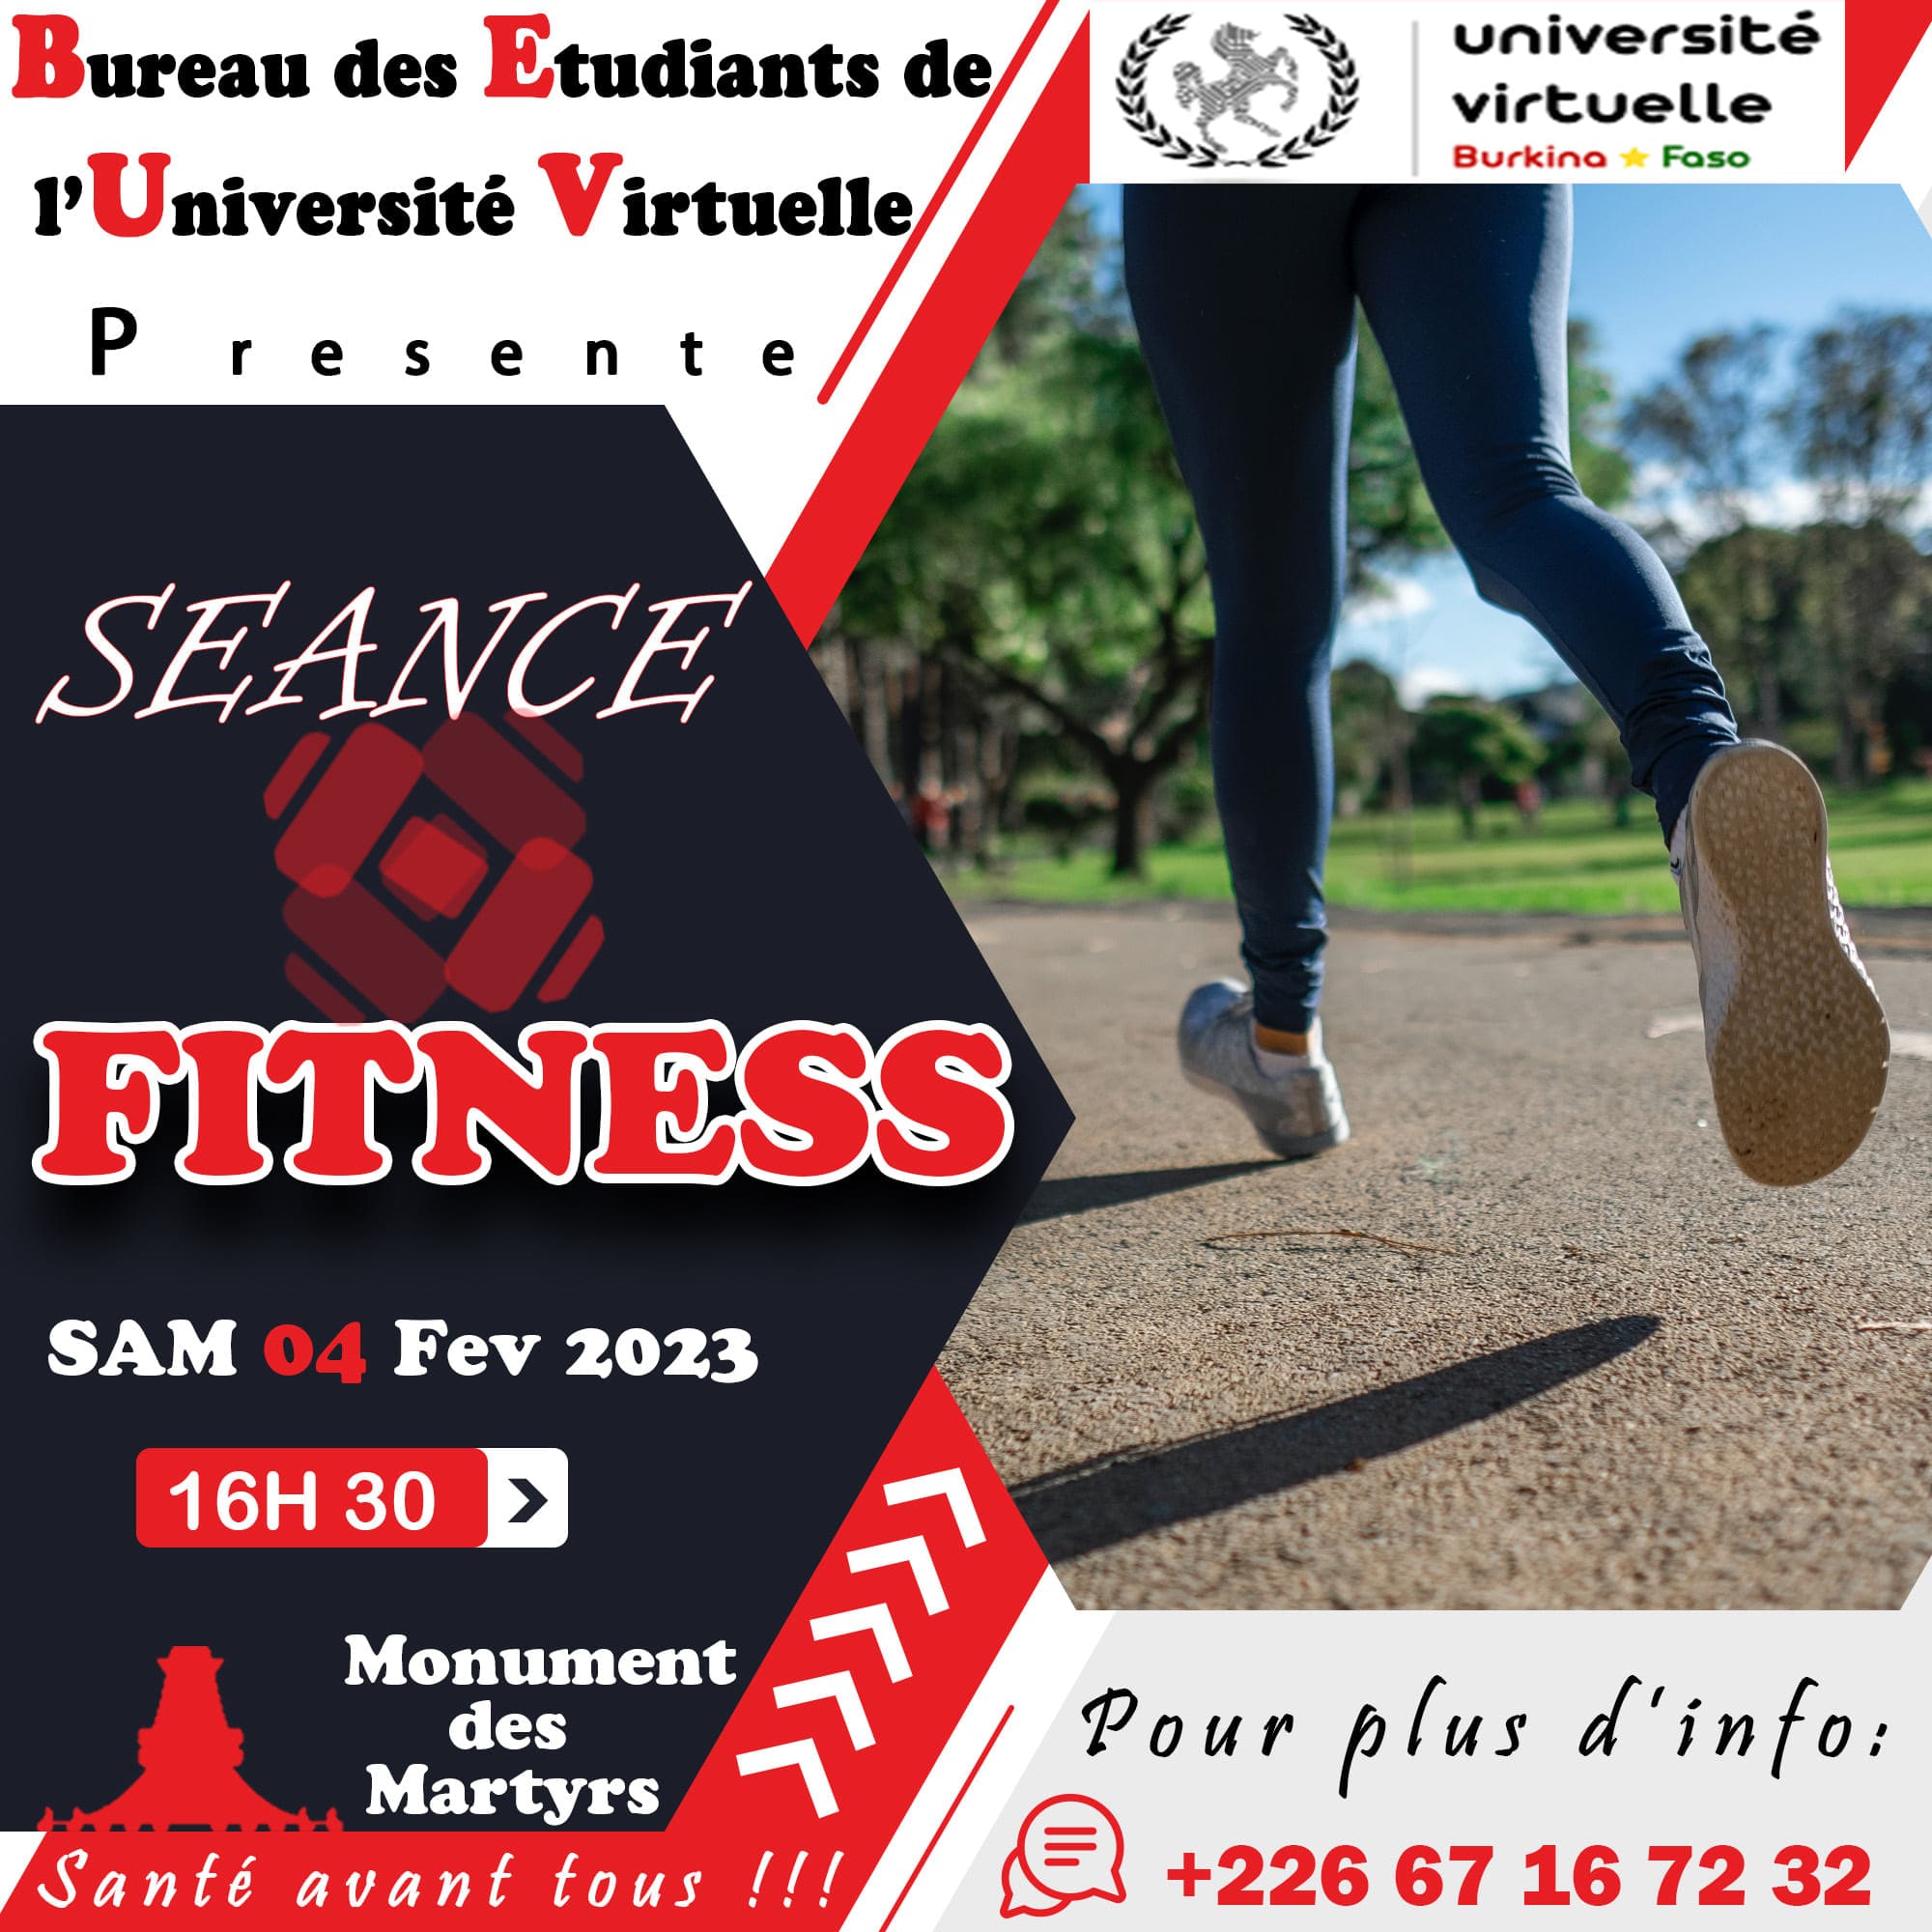 Bureau des Etudiants de
l'Université Virtuelle
Presente
université
virtuelle
Burkina Faso
SEANCE
FITNESS
SAM 04 Fev 2023
16H 30
Monument
des
Martyrs
Santé avant tous !!!
Pour plus d'info:
+226 67 16 72 32